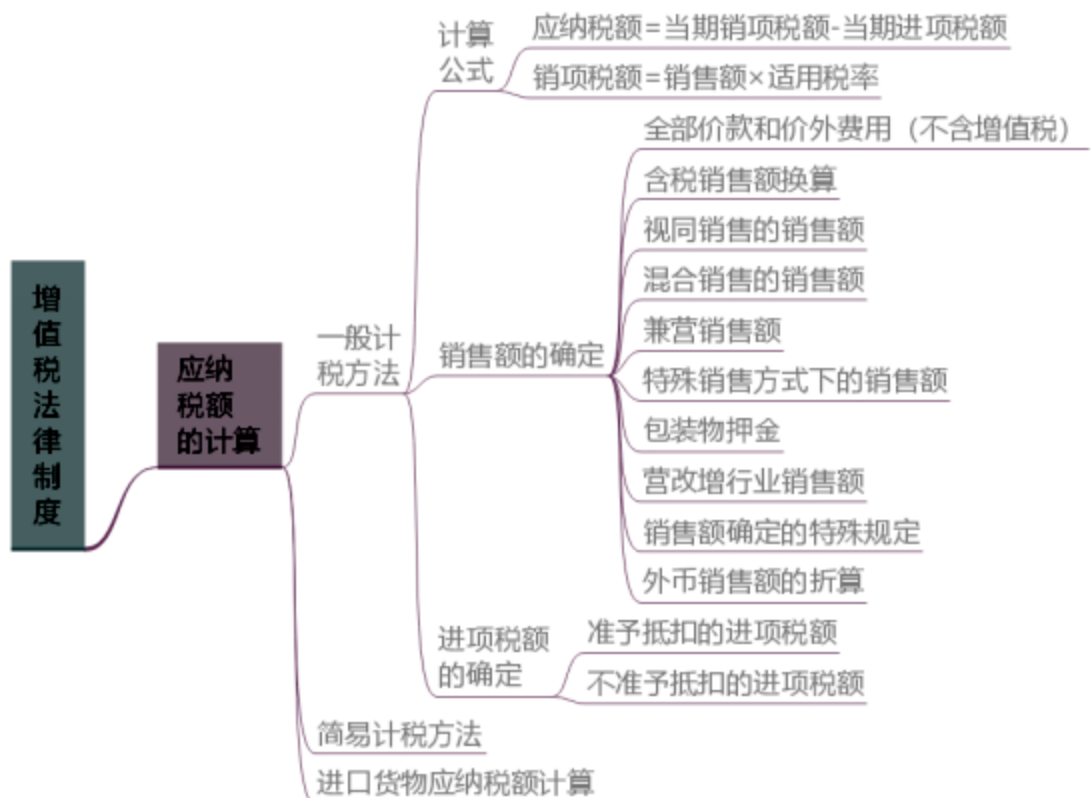 增值税法律制度
应纳
税额
的计算
一般计
税方法
计算
公式
应纳税额=当期销项税额-当期进项税额
销项税额=销售额×适用税率
销售额的确定
全部价款和价外费用（不含增值税）
含税销售额换算
视同销售的销售额
混合销售的销售额
兼营销售额
特殊销售方式下的销售额
包装物押金
营改增行业销售额
销售额确定的特殊规定
外币销售额的折算
进项税额
的确定
准予抵扣的进项税额
不准予抵扣的进项税额
简易计税方法
进口货物应纳税额计算